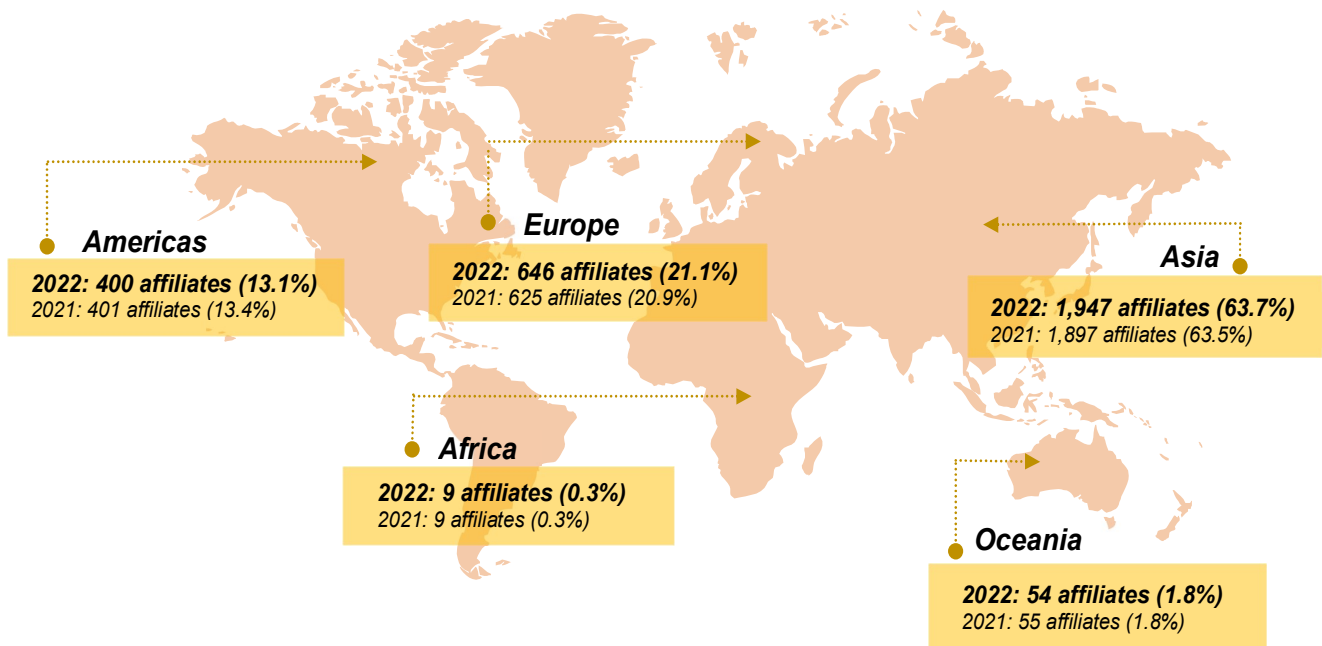 Americas
2022: 400 affiliates (13.1%)
2021: 401 affiliates (13.4%)
Europe
2022: 646 affiliates (21.1%)
2021: 625 affiliates (20.9%)
Asia
2022: 1,947 affiliates (63.7%)
2021: 1,897 affiliates (63.5%)
Africa
2022: 9 affiliates (0.3%)
2021: 9 affiliates (0.3%)
Oceania
2022: 54 affiliates (1.8%)
2021: 55 affiliates (1.8%)